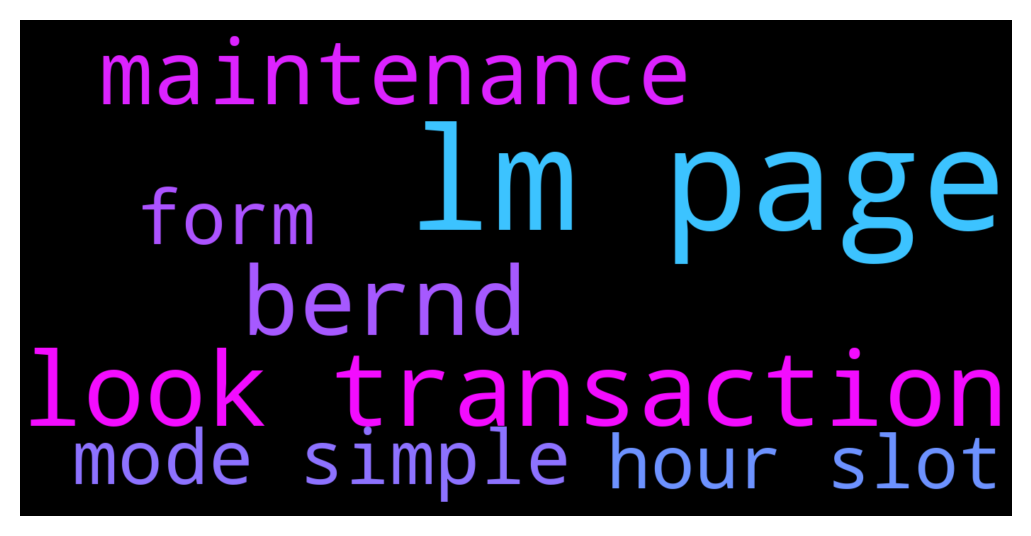 maintenance
lm page
form
bernd
look transaction
mode simple
hour slot